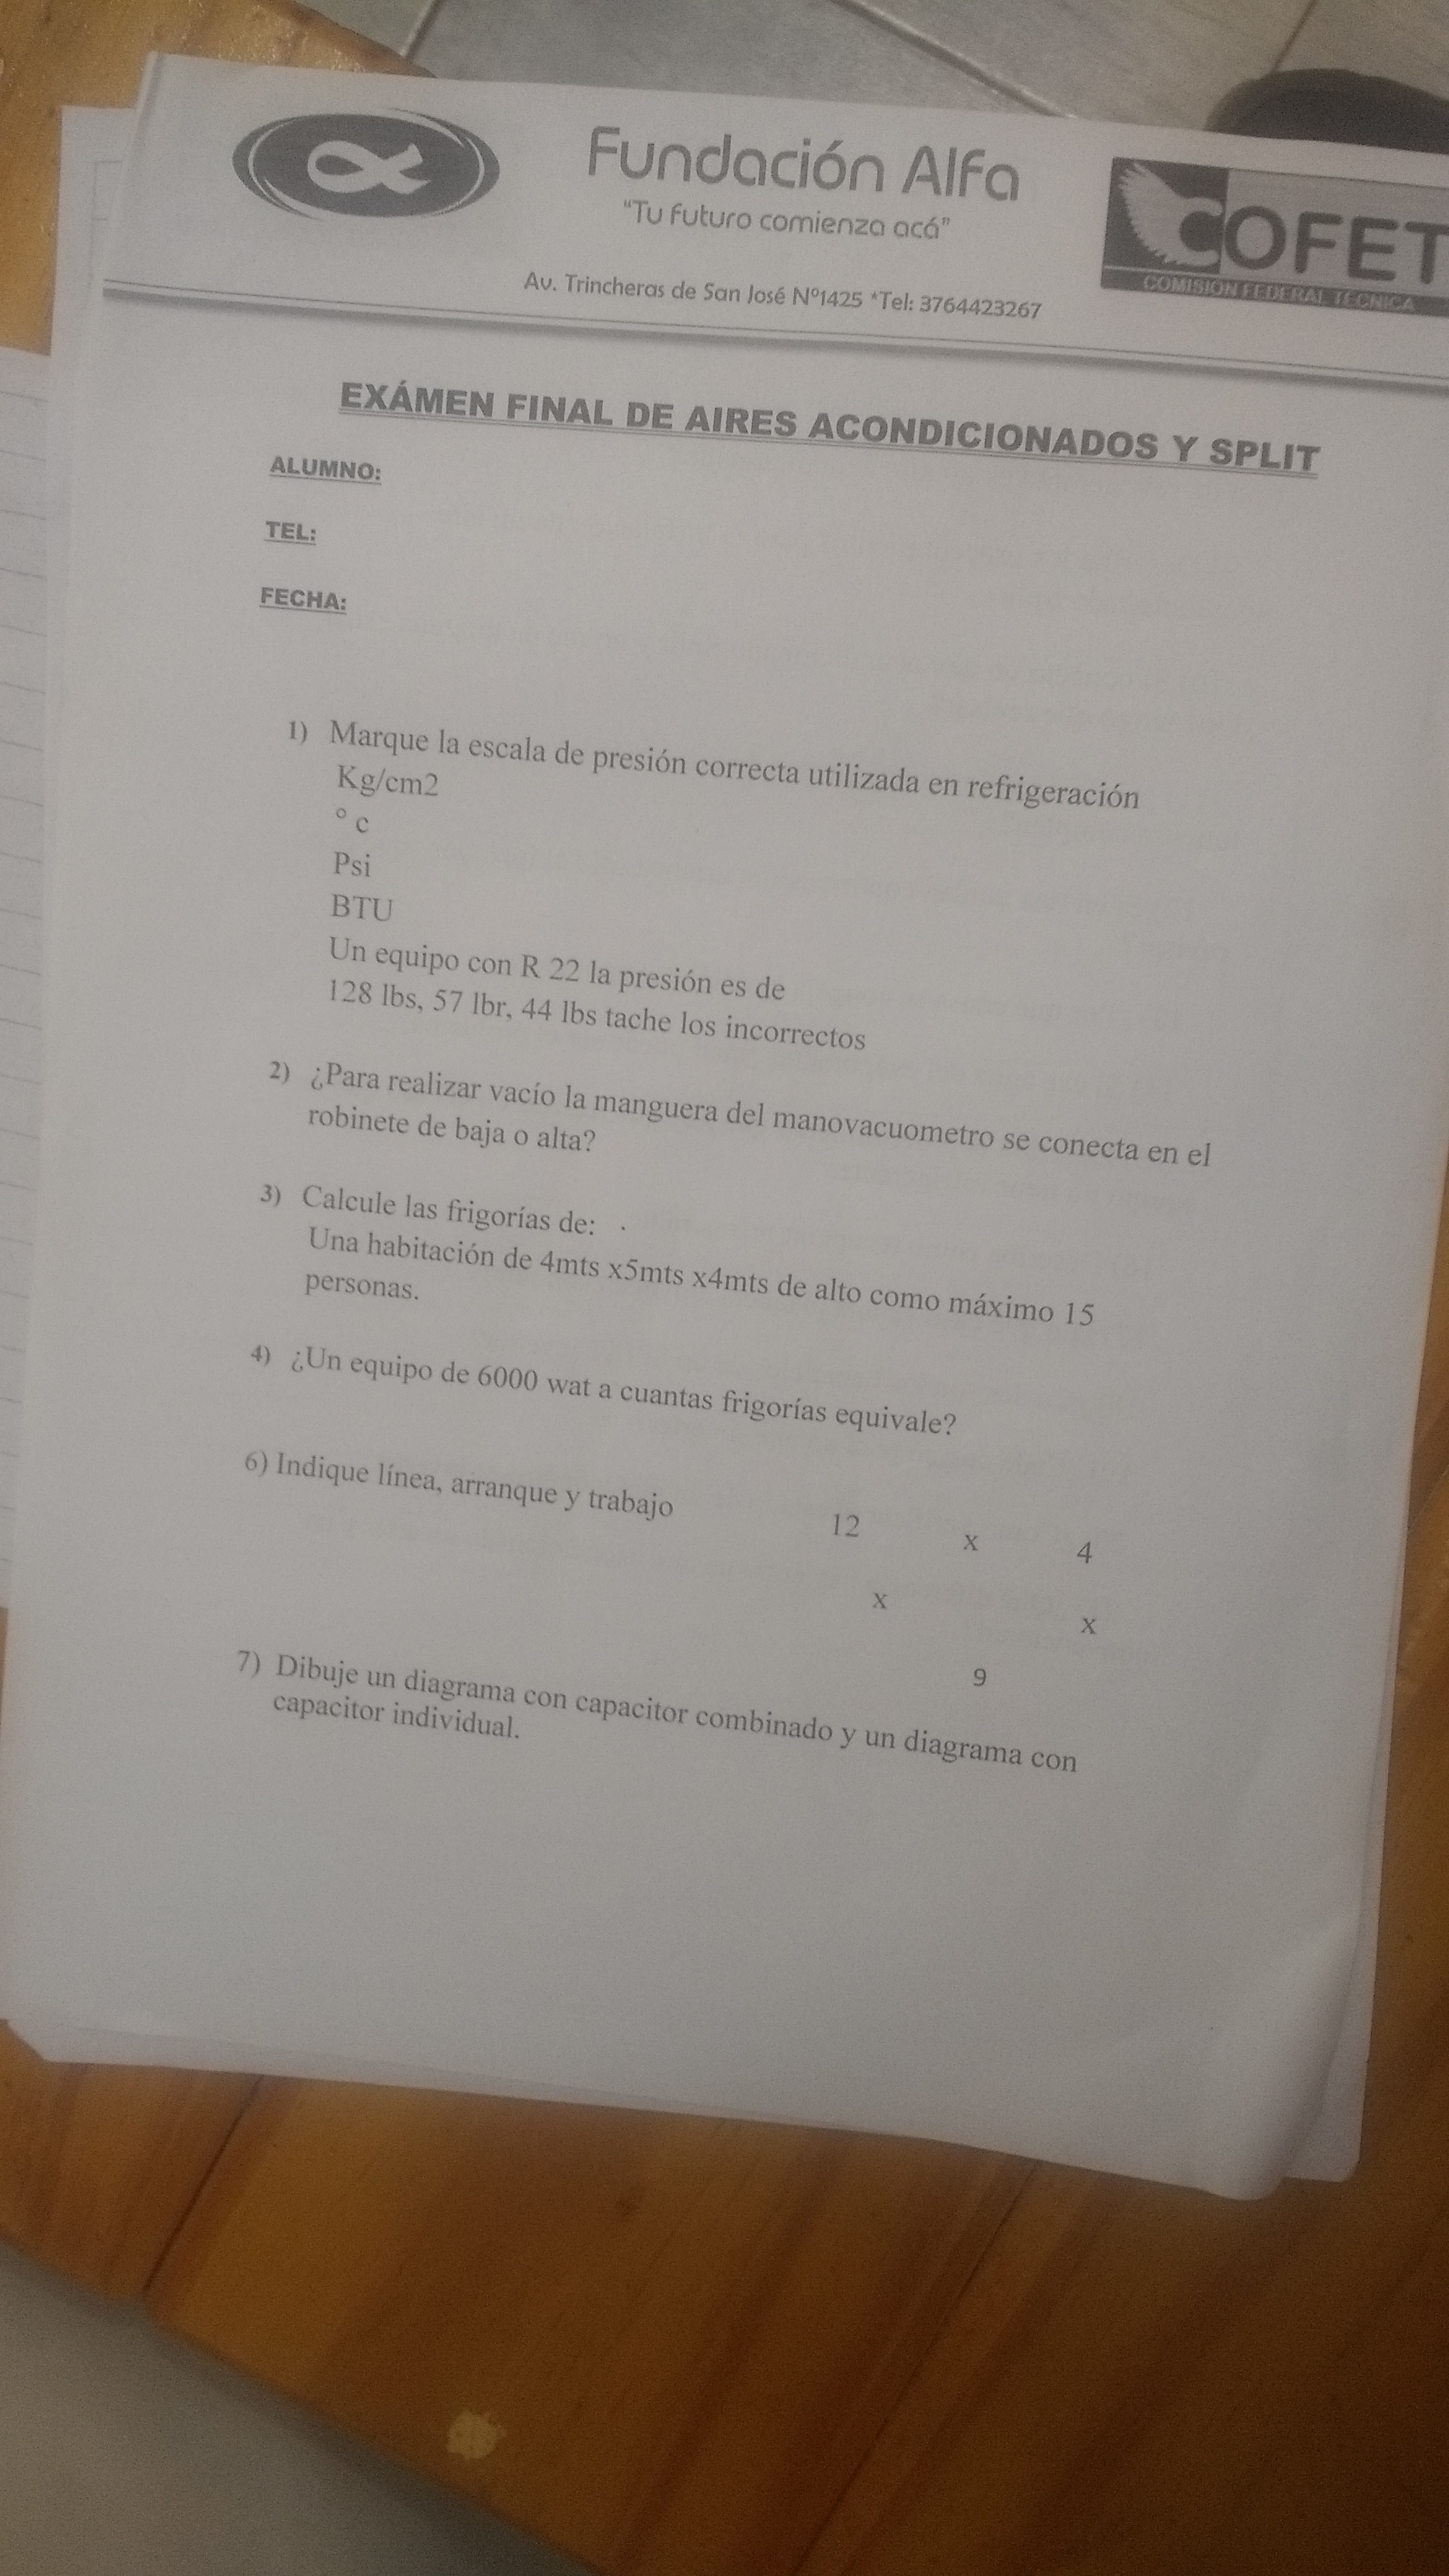 Fundación Alfa
"Tu futuro comienza acá"
COFET
COMISION FEDERAL TECNICA
Av. Trincheras de San José Nº1425 *Tel: 3764423267
EXÁMEN FINAL DE AIRES ACONDICIONADOS Y SPLIT
ALUMNO:
TEL:
FECHA:
1) Marque la escala de presión correcta utilizada en refrigeración
Kg/cm2
° c
Psi
BTU
Un equipo con R 22 la presión es de
128 lbs, 57 lbr, 44 lbs tache los incorrectos
2) ¿Para realizar vacío la manguera del manovacuometro se conecta en el
robinete de baja o alta?
3) Calcule las frigorías de: .
Una habitación de 4mts x5mts x4mts de alto como máximo 15
personas.
4) ¿Un equipo de 6000 wat a cuantas frigorías equivale?
6) Indique línea, arranque y trabajo
12 x 4
x x
9
7) Dibuje un diagrama con capacitor combinado y un diagrama con
capacitor individual.